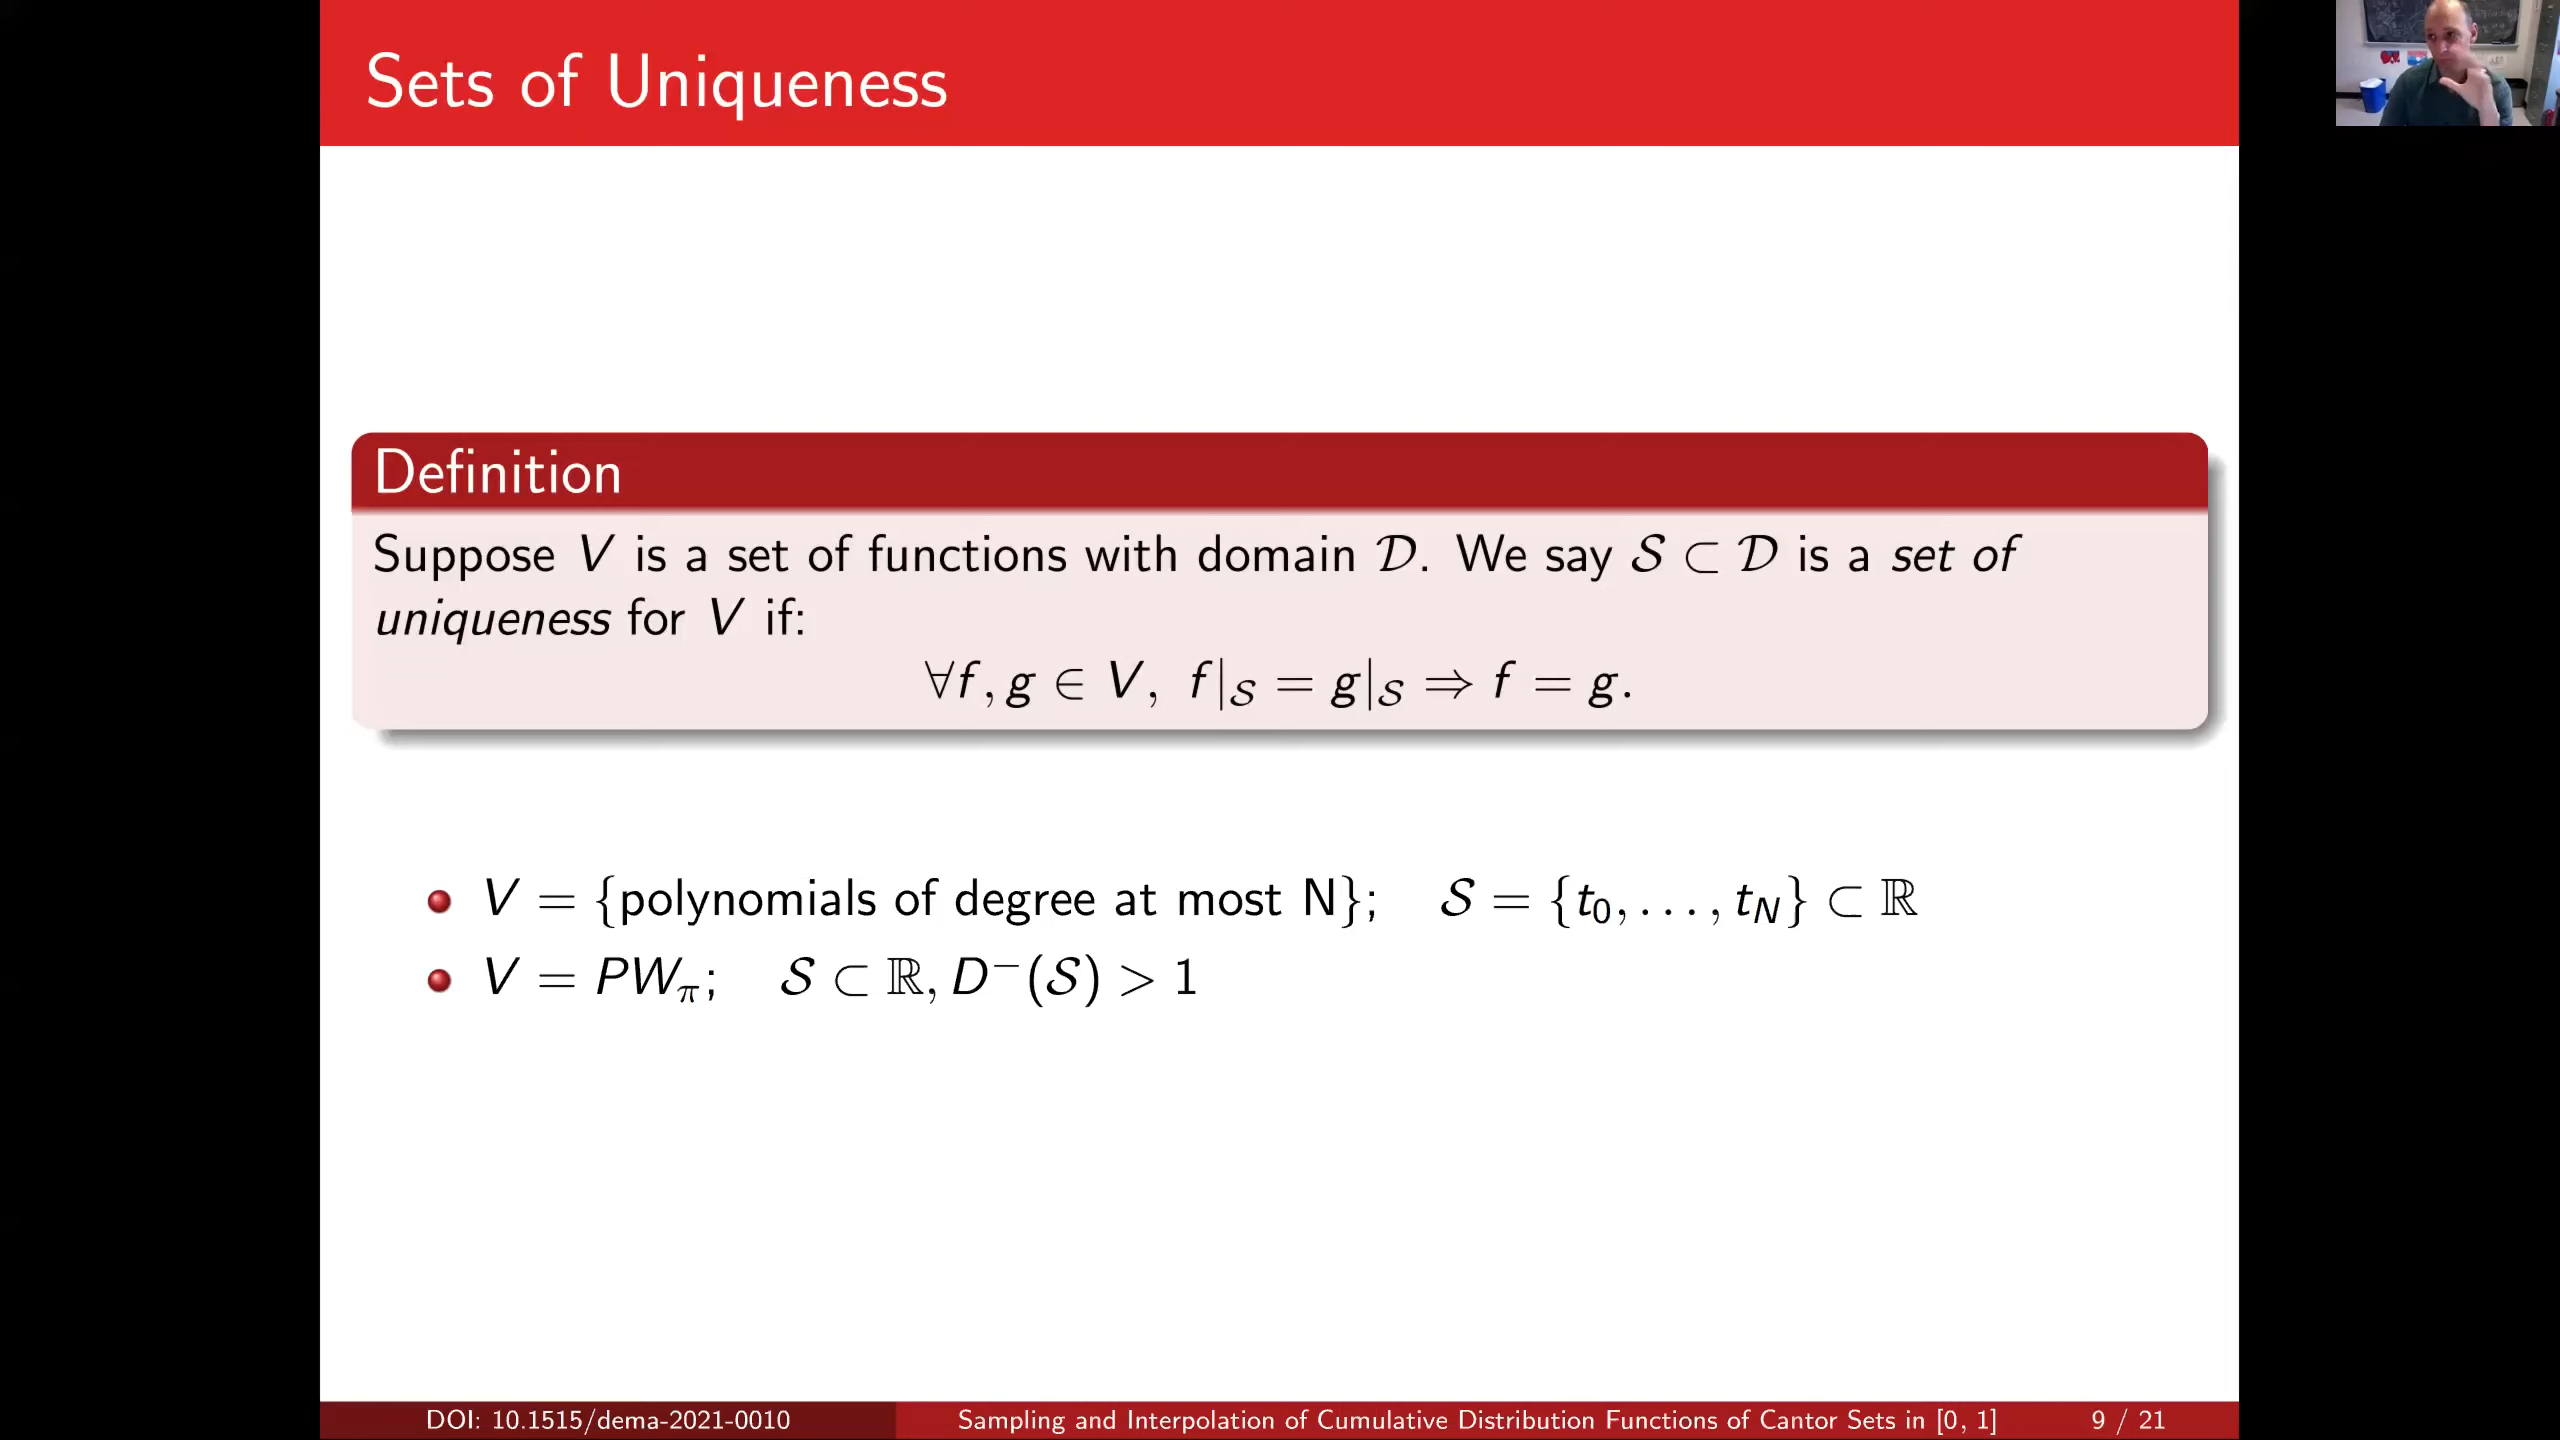 Sets of Uniqueness
Definition
Suppose V is a set of functions with domain 𝒟. We say 𝒮 ⊂ 𝒟 is a set of
uniqueness for V if:
∀f, g ∈ V, f|𝒮 = g|𝒮 ⇒ f = g.
V = {polynomials of degree at most N}; 𝒮 = {t₀, . . . , t_N} ⊂ ℝ
V = PW_π; 𝒮 ⊂ ℝ, D⁻(𝒮) > 1
DOI: 10.1515/dema-2021-0010 Sampling and Interpolation of Cumulative Distribution Functions of Cantor Sets in [0, 1] 9 / 21